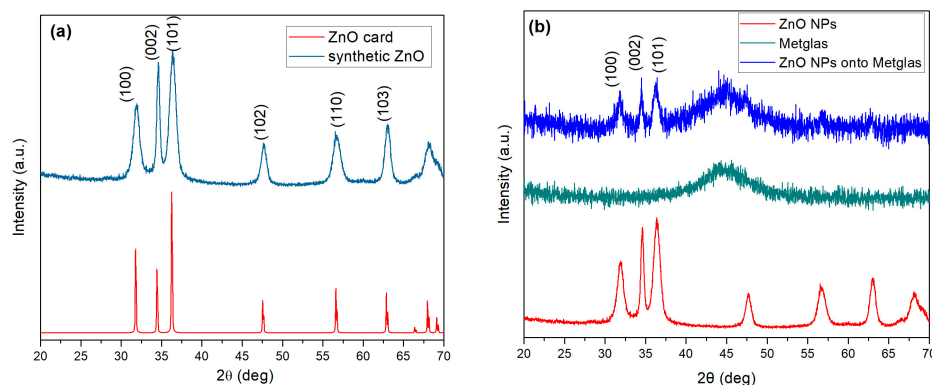 (a)
ZnO card
synthetic ZnO
(100)
(002)
(101)
(102)
(110)
(103)
Intensity (a.u.)
20 25 30 35 40 45 50 55 60 65 70
2θ (deg)
(b)
ZnO NPs
Metglas
ZnO NPs onto Metglas
(100)
(002)
(101)
Intensity (a.u.)
20 25 30 35 40 45 50 55 60 65 70
2θ (deg)